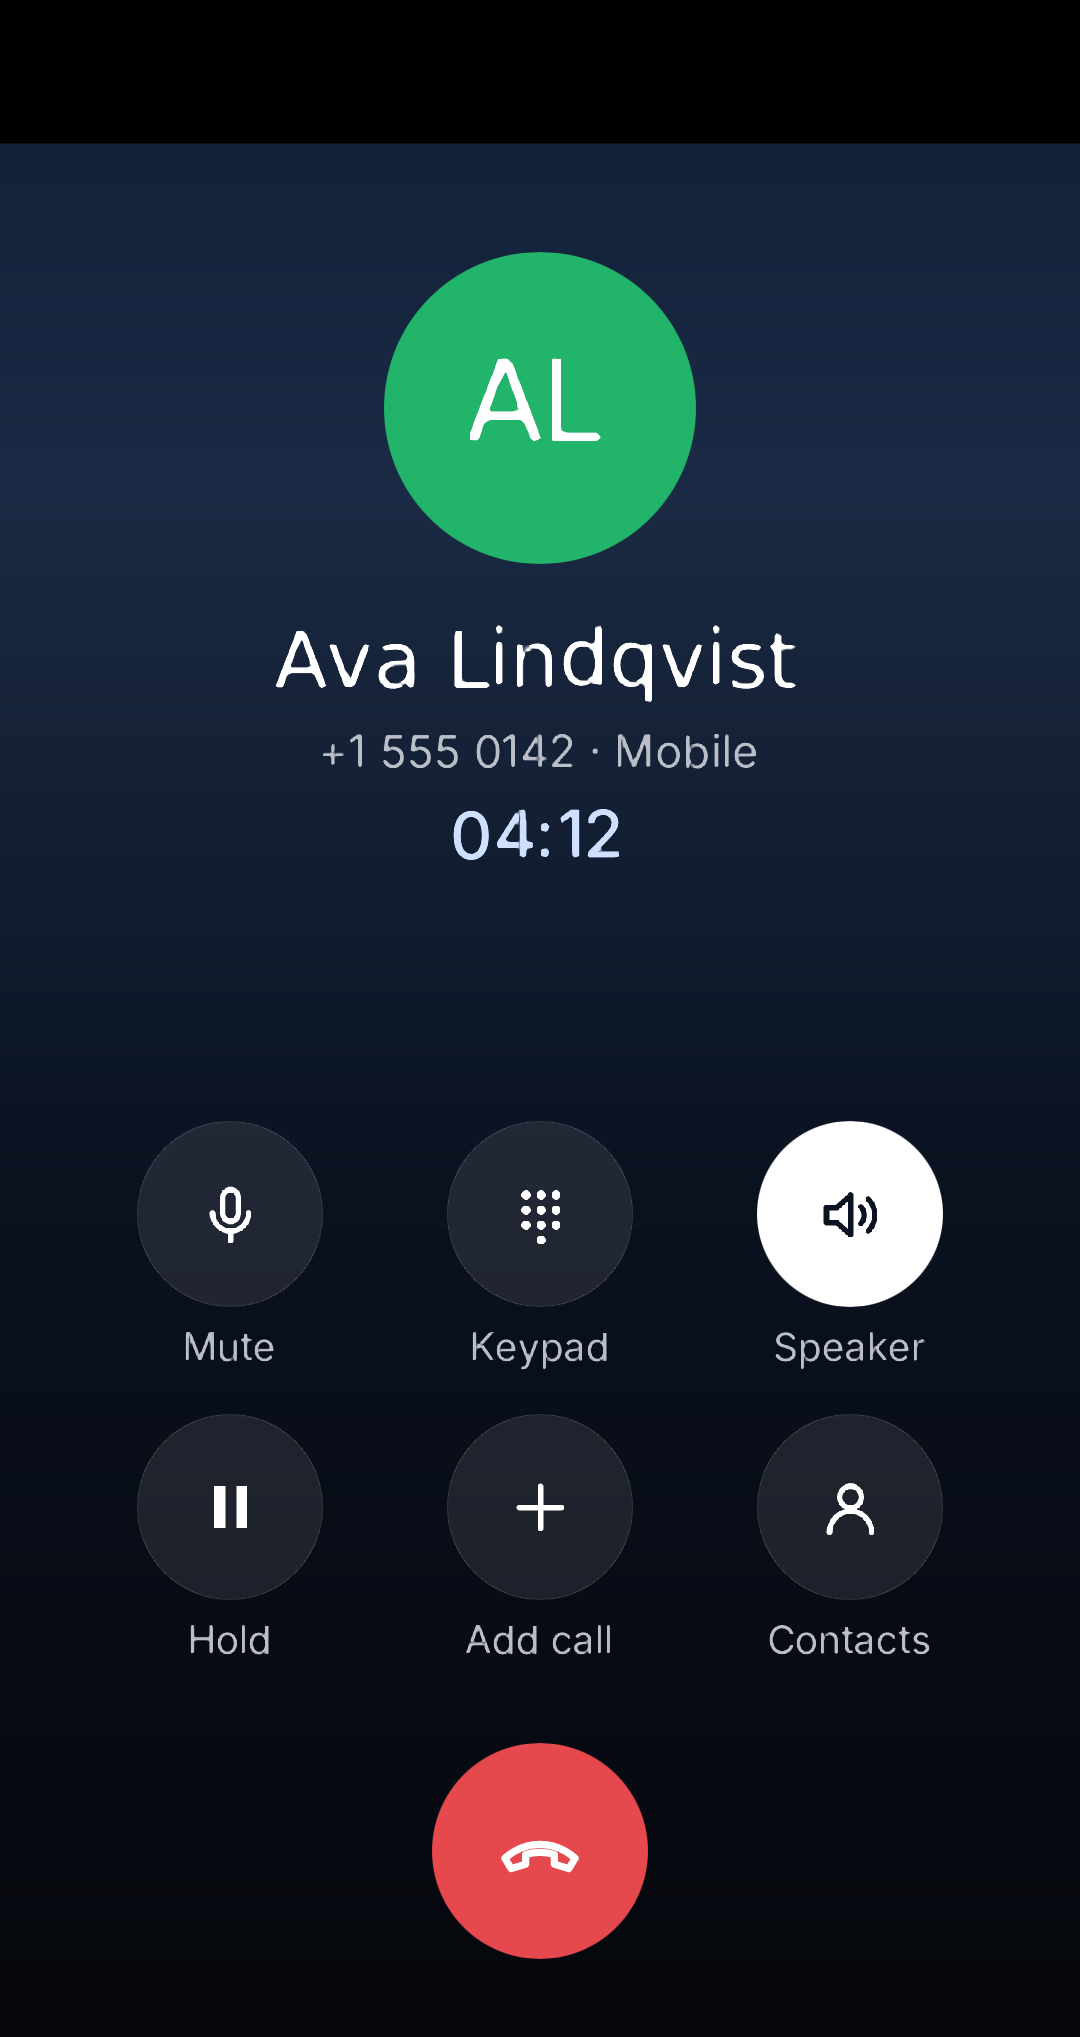 AL
Ava Lindqvist
+1 555 0142 · Mobile
04:12
Mute
Keypad
Speaker
Hold
Add call
Contacts